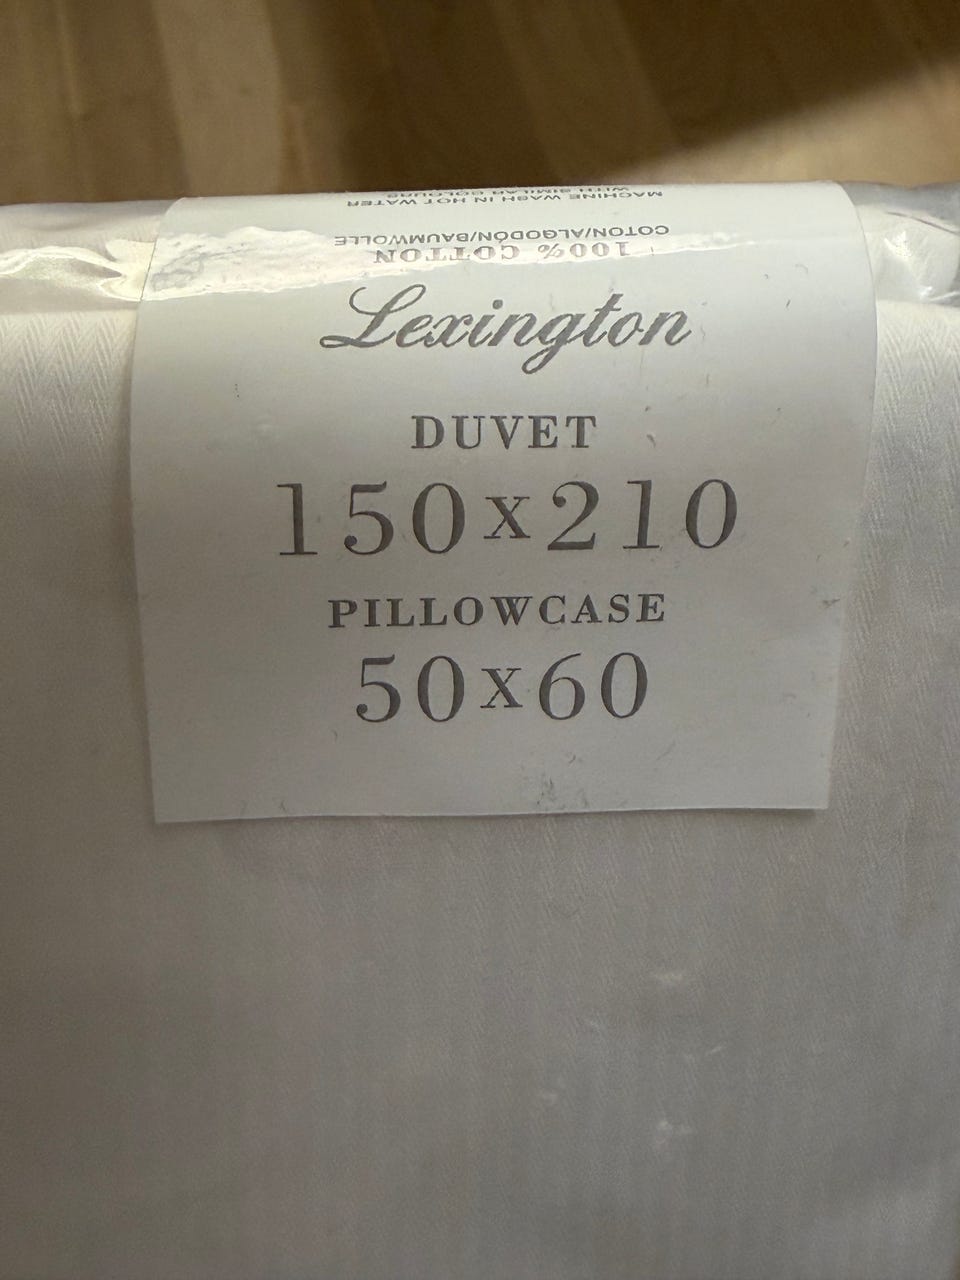 MACHINE WASH IN HOT WATER
WITH SIMILAR COLOURS
100% COTTON
COTON/ALGODÓN/BAUMWOLLE
Lexington
DUVET
150x210
PILLOWCASE
50x60